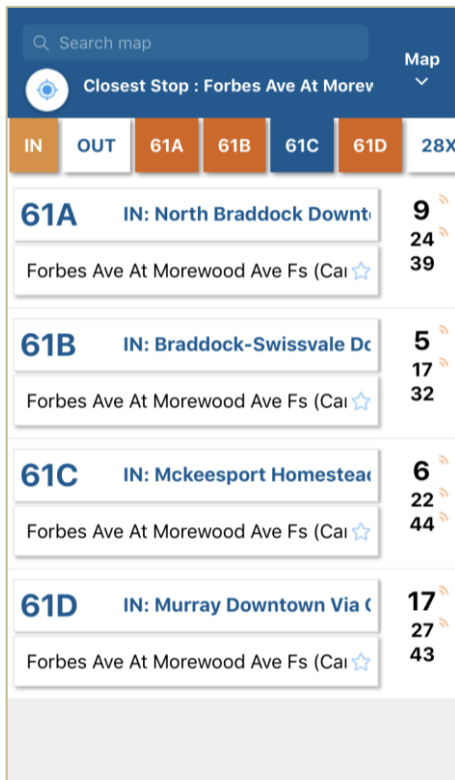 Search map
Map
Closest Stop : Forbes Ave At Morew
IN OUT 61A 61B 61C 61D 28X
61A IN: North Braddock Downt 9
24
Forbes Ave At Morewood Ave Fs (Car 39
61B IN: Braddock-Swissvale Do 5
17
Forbes Ave At Morewood Ave Fs (Car 32
61C IN: Mckeesport Homestead 6
22
Forbes Ave At Morewood Ave Fs (Car 44
61D IN: Murray Downtown Via 17
27
Forbes Ave At Morewood Ave Fs (Car 43